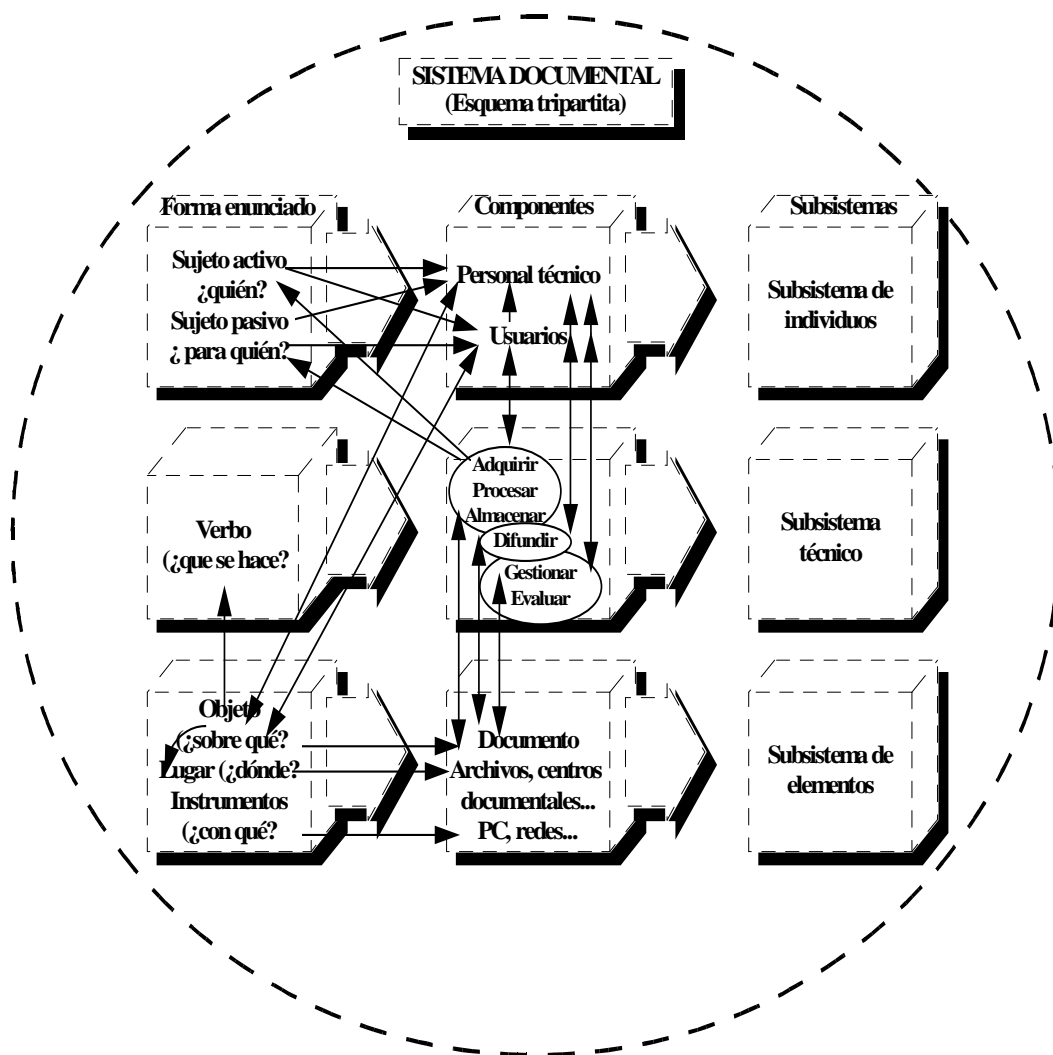 SISTEMA DOCUMENTAL
(Esquema tripartita)
Forma enunciado
Sujeto activo
¿quién?
Sujeto pasivo
¿ para quién?
Componentes
Personal técnico
Usuarios
Subsistemas
Subsistema de
individuos
Verbo
(¿que se hace?
Adquirir
Procesar
Almacenar
Difundir
Gestionar
Evaluar
Subsistema
técnico
Objeto
(¿sobre qué?
Lugar (¿dónde?
Instrumentos
(¿con qué?
Documento
Archivos, centros
documentales...
PC, redes...
Subsistema de
elementos